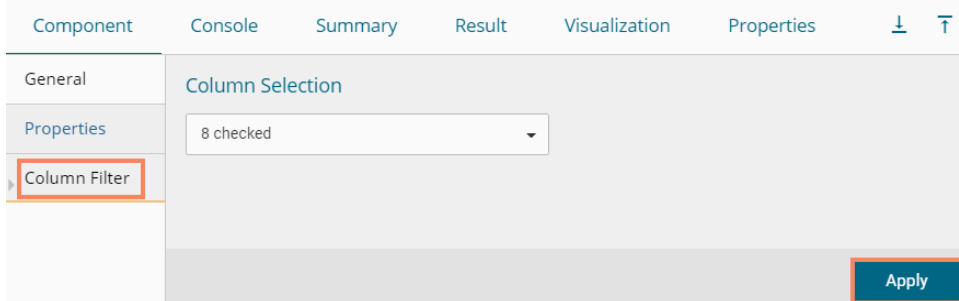 Component Console Summary Result Visualization Properties
General
Column Selection
Properties
8 checked
Column Filter
Apply